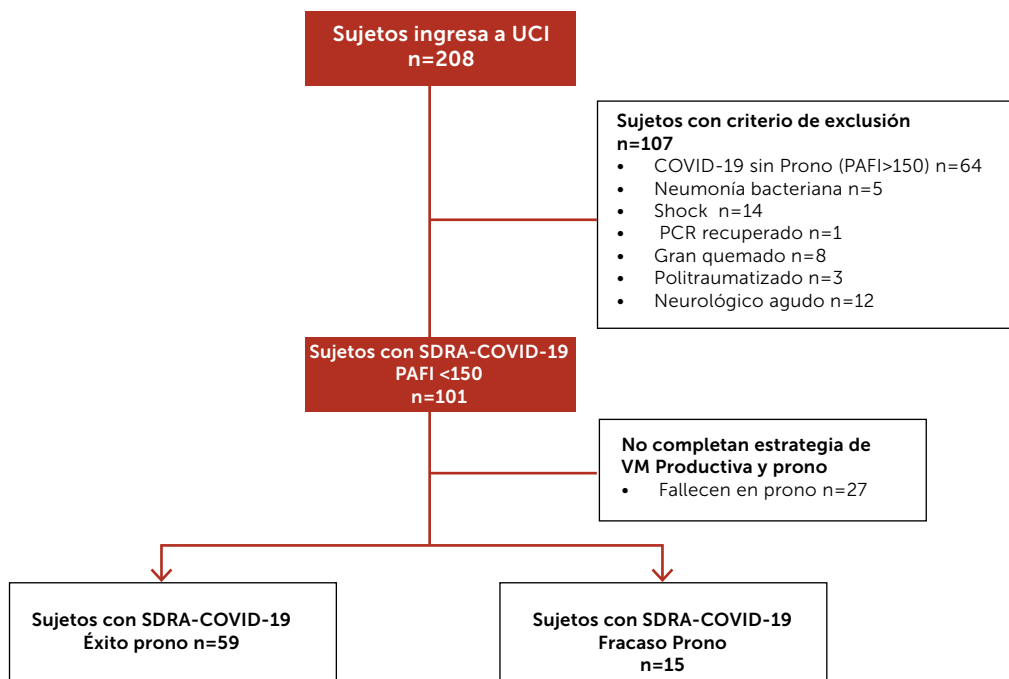 Sujetos ingresa a UCI
n=208
Sujetos con criterio de exclusión
n=107
• COVID-19 sin Prono (PAFI>150) n=64
• Neumonía bacteriana n=5
• Shock n=14
• PCR recuperado n=1
• Gran quemado n=8
• Politraumatizado n=3
• Neurológico agudo n=12
Sujetos con SDRA-COVID-19
PAFI <150
n=101
No completan estrategia de
VM Productiva y prono
• Fallecen en prono n=27
Sujetos con SDRA-COVID-19
Éxito prono n=59
Sujetos con SDRA-COVID-19
Fracaso Prono
n=15